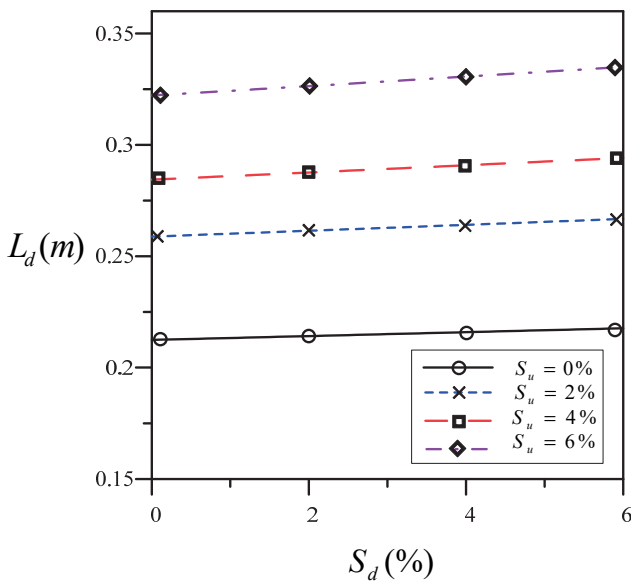 0.35
0.3
0.25
0.2
0.15
L_d(m)
0 2 4 6
S_d(%)
S_u = 0%
S_u = 2%
S_u = 4%
S_u = 6%